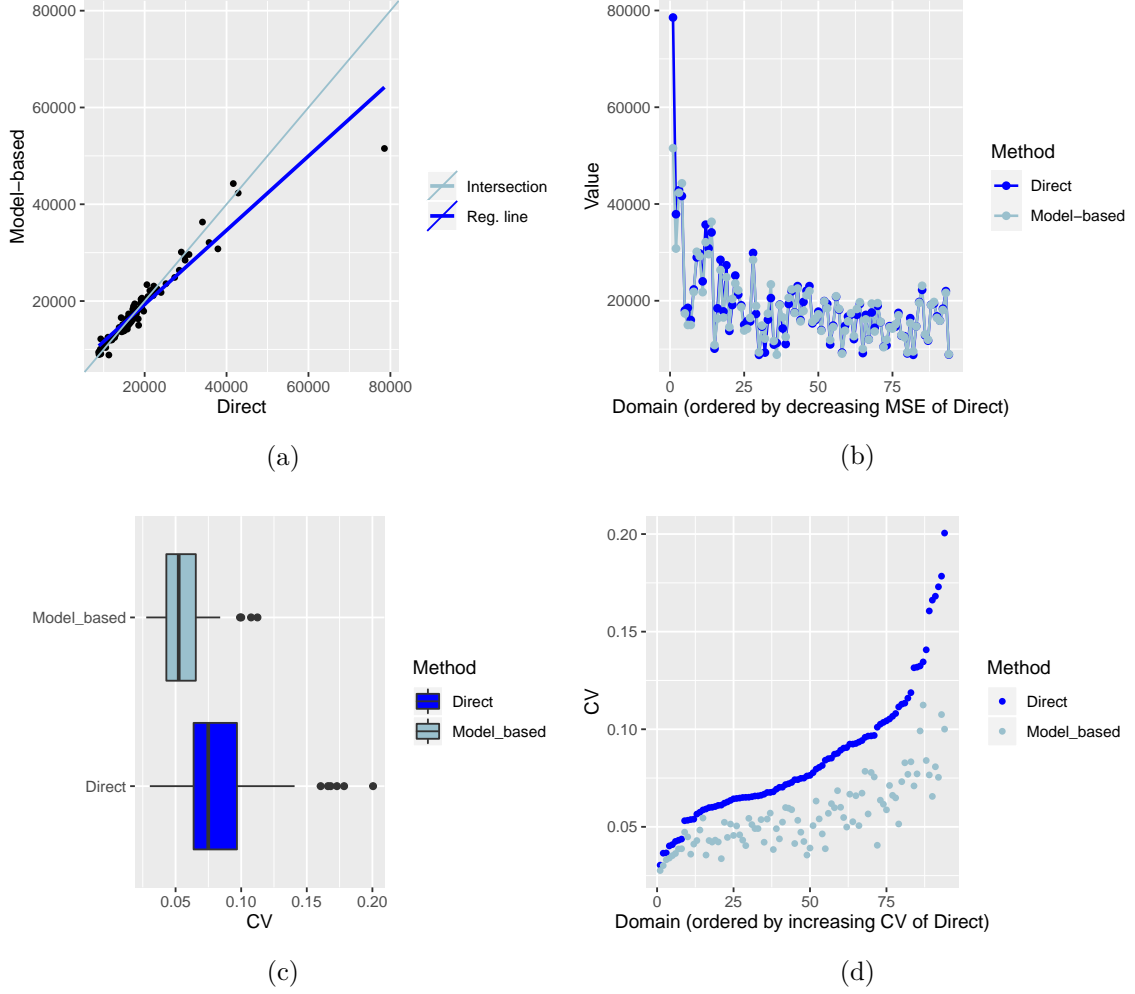 80000
60000
40000
20000
Model−based
20000
40000
60000
80000
Direct
Intersection
Reg. line
(a)
80000
60000
40000
20000
Value
0
25
50
75
Domain (ordered by decreasing MSE of Direct)
Method
Direct
Model−based
(b)
Model_based
Direct
0.05
0.10
0.15
0.20
CV
Method
Direct
Model_based
(c)
0.20
0.15
0.10
0.05
CV
0
25
50
75
Domain (ordered by increasing CV of Direct)
Method
Direct
Model_based
(d)